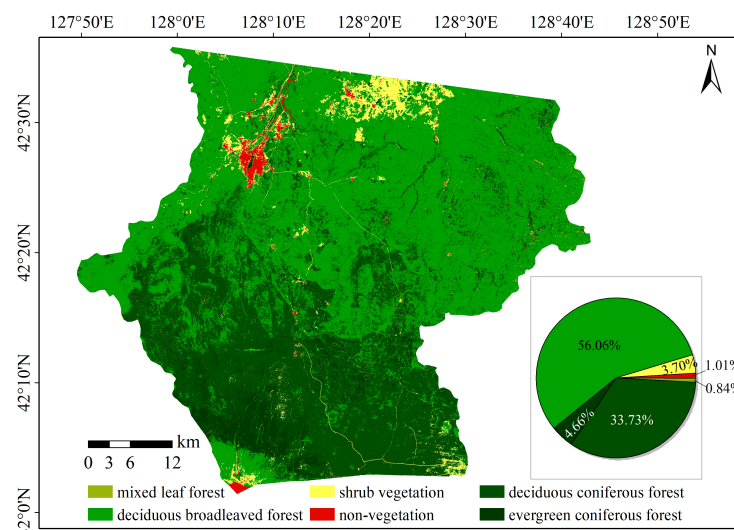 127°50'E 128°0'E 128°10'E 128°20'E 128°30'E 128°40'E 128°50'E
N
42°30'N
42°20'N
42°10'N
42°0'N
56.06%
3.70%
1.01%
0.84%
33.73%
4.66%
km
0 3 6 12
mixed leaf forest shrub vegetation deciduous coniferous forest
deciduous broadleaved forest non-vegetation evergreen coniferous forest